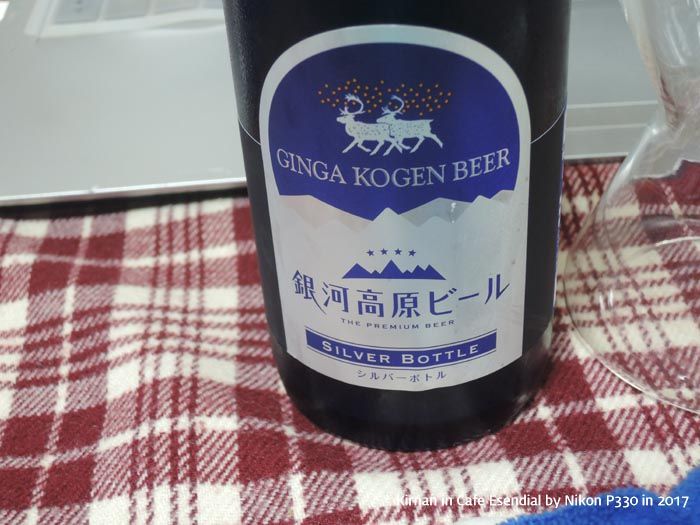 GINGA KOGEN BEER
銀河高原ビール
THE PREMIUM BEER
SILVER BOTTLE
シルバーボトル
Kirnan in Cafe Esendial by Nikon P330 in 2017